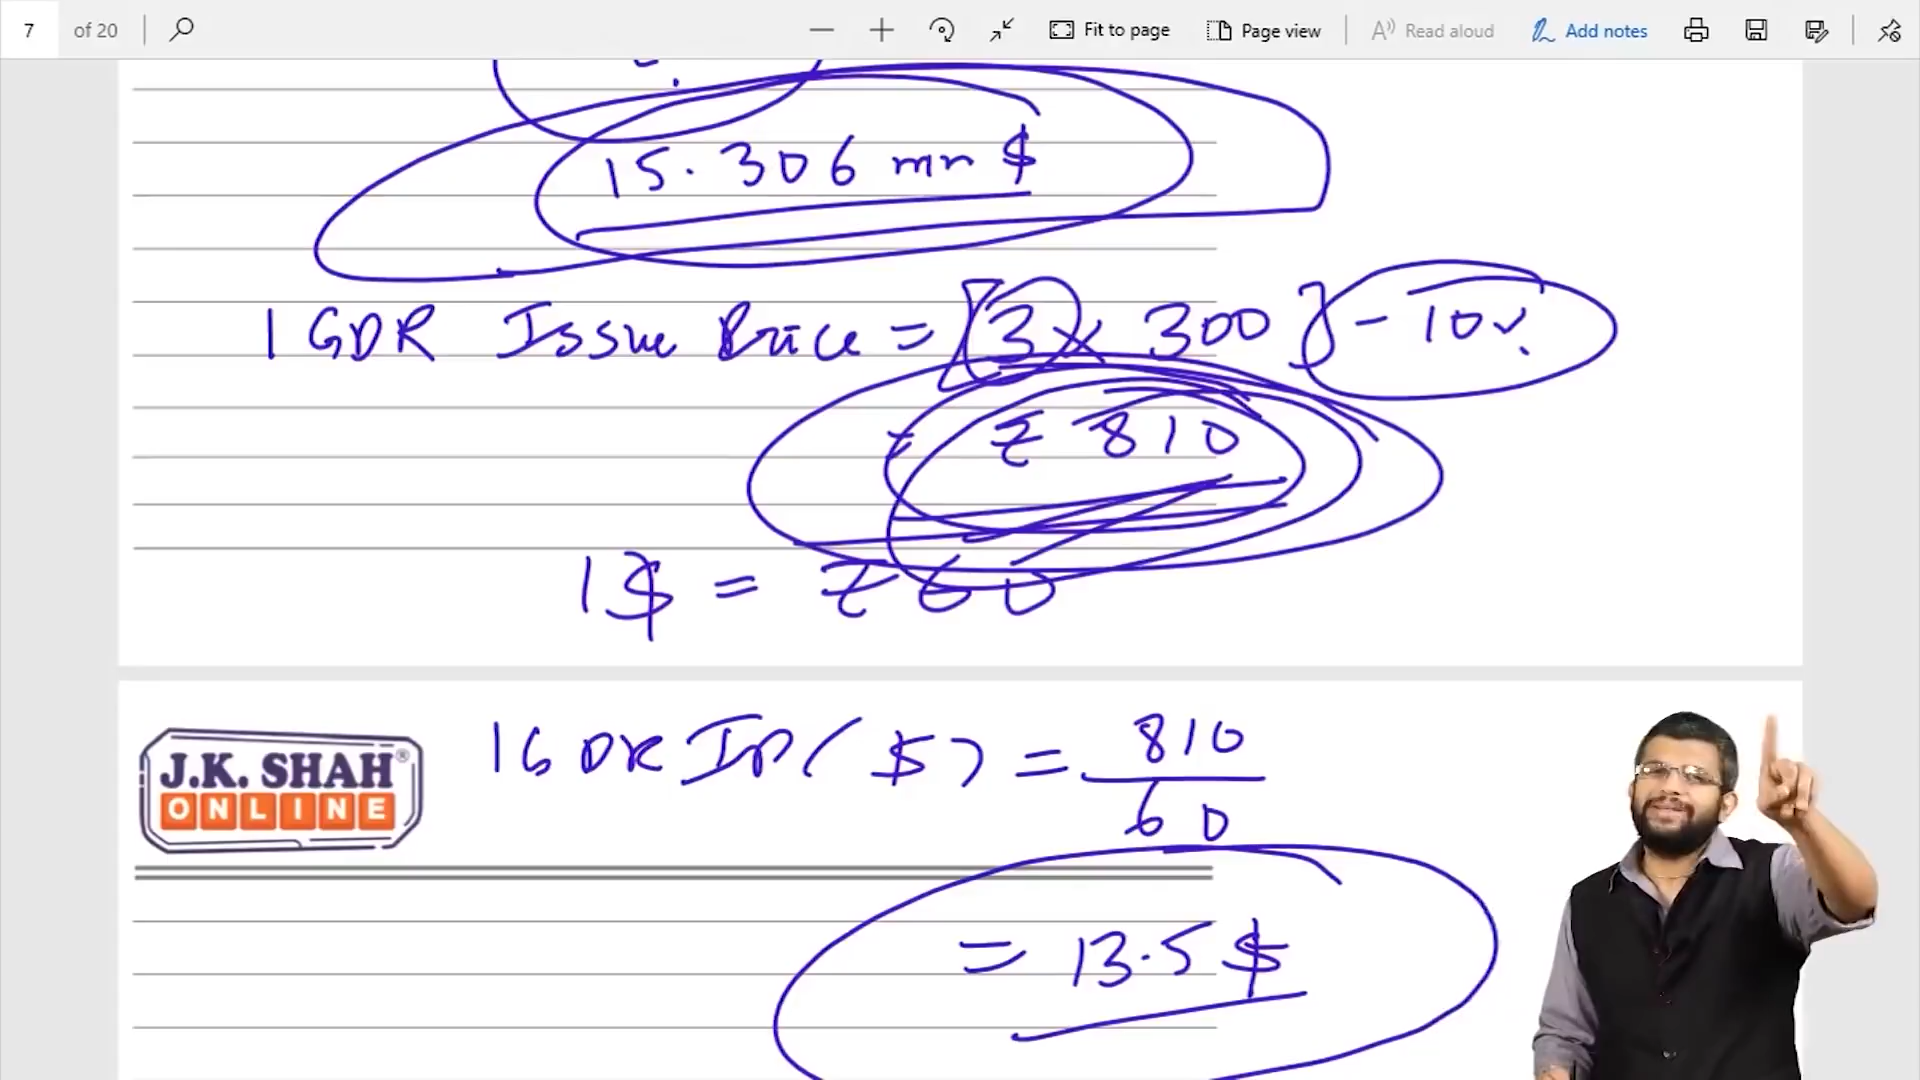 7 of 20 Fit to page Page view Read aloud Add notes
15.306 mn $
1 GDR Issue Price = [3 x 300] - 10%
= ₹ 810
1$ = ₹60
1 GDR IP ($) = 810
60
J.K. SHAH®
ONLINE
= 13.5 $